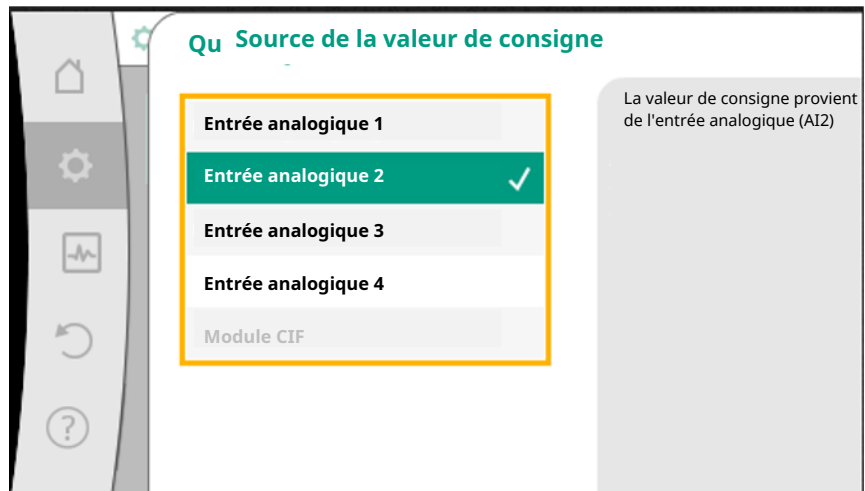 Qu Source de la valeur de consigne
Entrée analogique 1
Entrée analogique 2
Entrée analogique 3
Entrée analogique 4
Module CIF
La valeur de consigne provient
de l'entrée analogique (AI2)